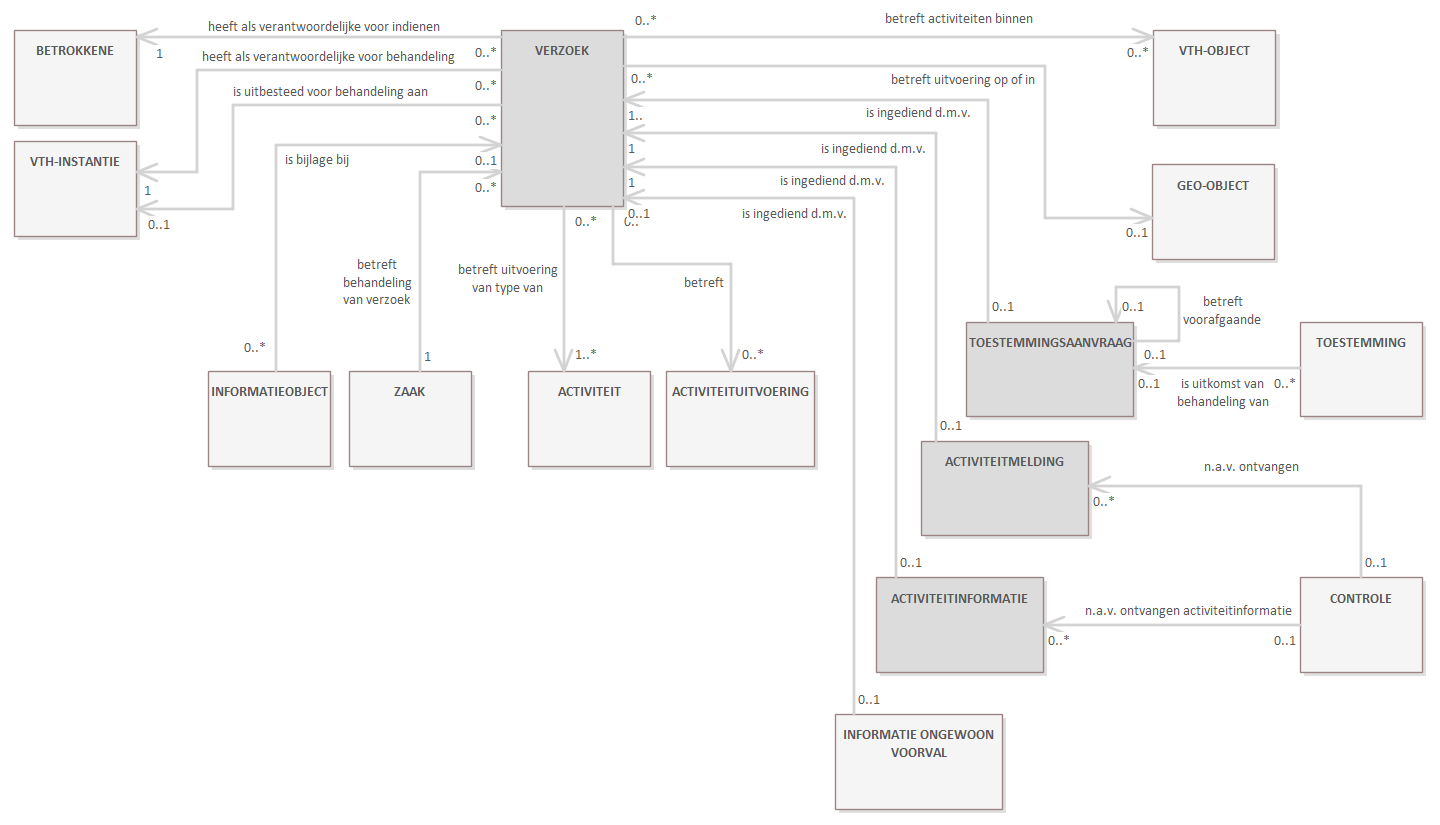 heeft als verantwoordelijke voor indienen
0..*
betreft activiteiten binnen
BETROKKENE
1
0..*
VERZOEK
0..*
VTH-OBJECT
heeft als verantwoordelijke voor behandeling
0..*
0..*
betreft uitvoering op of in
is uitbesteed voor behandeling aan
0..*
1..
is ingediend d.m.v.
VTH-INSTANTIE
is bijlage bij
0..1
1
is ingediend d.m.v.
1
0..*
1
is ingediend d.m.v.
GEO-OBJECT
0..1
0..*
0..
0..1
is ingediend d.m.v.
0..1
betreft
behandeling
van verzoek
betreft uitvoering
van type van
betreft
0..1
0..1
betreft
voorafgaande
0..*
1
1..*
0..*
TOESTEMMINGSAANVRAAG
0..1
TOESTEMMING
0..1
is uitkomst van
behandeling van
0..*
INFORMATIEOBJECT
ZAAK
ACTIVITEIT
ACTIVITEITUITVOERING
0..1
ACTIVITEITMELDING
n.a.v. ontvangen
0..*
0..1
0..1
ACTIVITEITINFORMATIE
n.a.v. ontvangen activiteitinformatie
CONTROLE
0..*
0..1
0..1
INFORMATIE ONGEWOON
VOORVAL